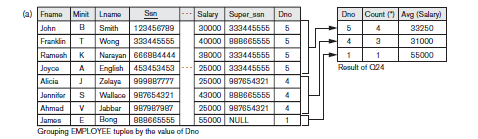 (a) Fname Minit Lname Ssn Salary Super_ssn Dno
John B Smith 123456789 ··· 30000 333445555 5
Franklin T Wong 333445555 40000 888665555 5
Ramesh K Narayan 666884444 38000 333445555 5
Joyce A English 453453453 ··· 25000 333445555 5
Alicia J Zelaya 999887777 25000 987654321 4
Jennifer S Wallace 987654321 43000 888665555 4
Ahmad V Jabbar 987987987 25000 987654321 4
James E Bong 888665555 55000 NULL 1
Grouping EMPLOYEE tuples by the value of Dno
Dno Count (*) Avg (Salary)
5 4 33250
4 3 31000
1 1 55000
Result of Q24